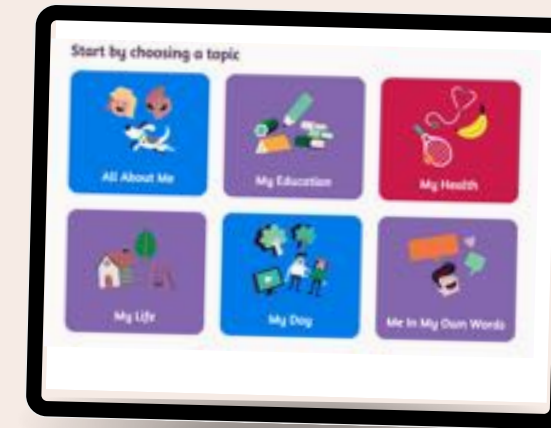 Start by choosing a topic
All About Me
My Education
My Health
My Life
My Day
Me In My Own Words